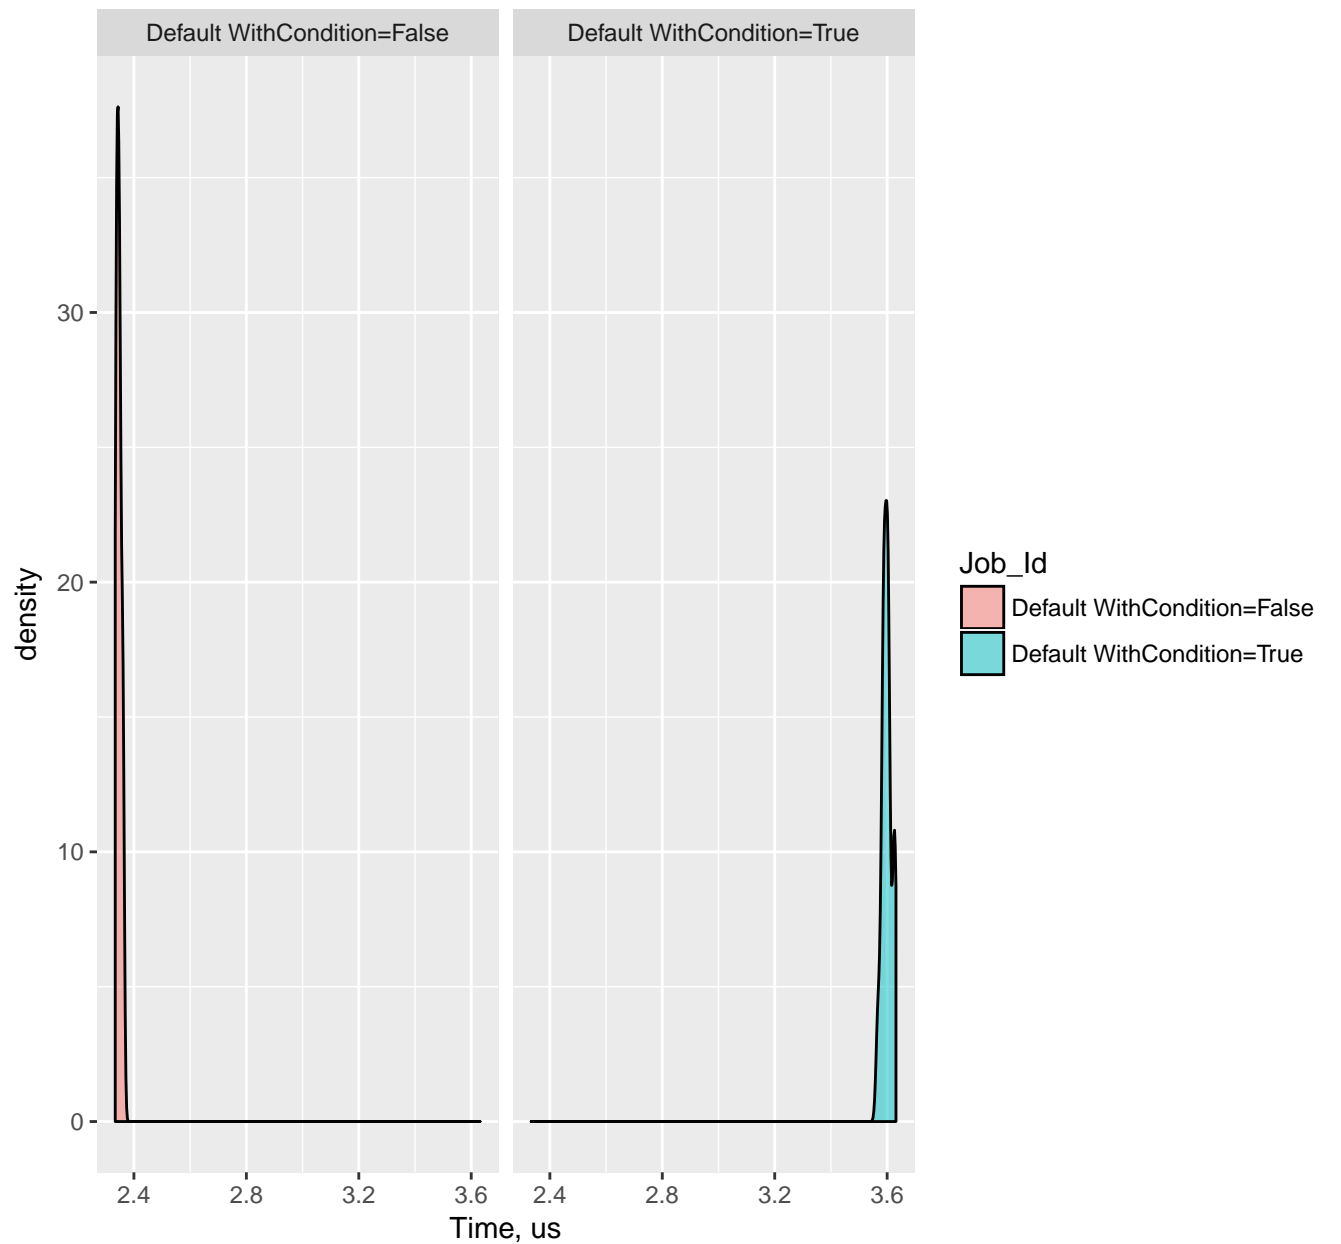 Default WithCondition=False
Default WithCondition=True
density
30
20
10
0
2.4 2.8 3.2 3.6 2.4 2.8 3.2 3.6
Time, us
Job_Id
Default WithCondition=False
Default WithCondition=True